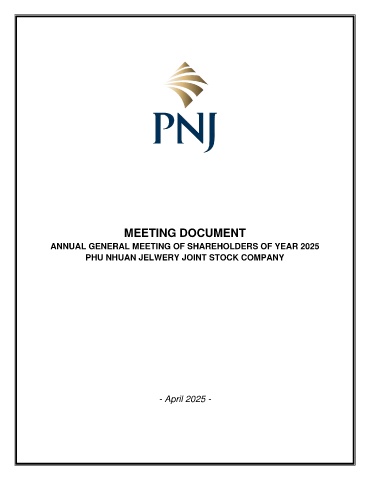 PNJ
MEETING DOCUMENT
ANNUAL GENERAL MEETING OF SHAREHOLDERS OF YEAR 2025
PHU NHUAN JELWERY JOINT STOCK COMPANY
- April 2025 -